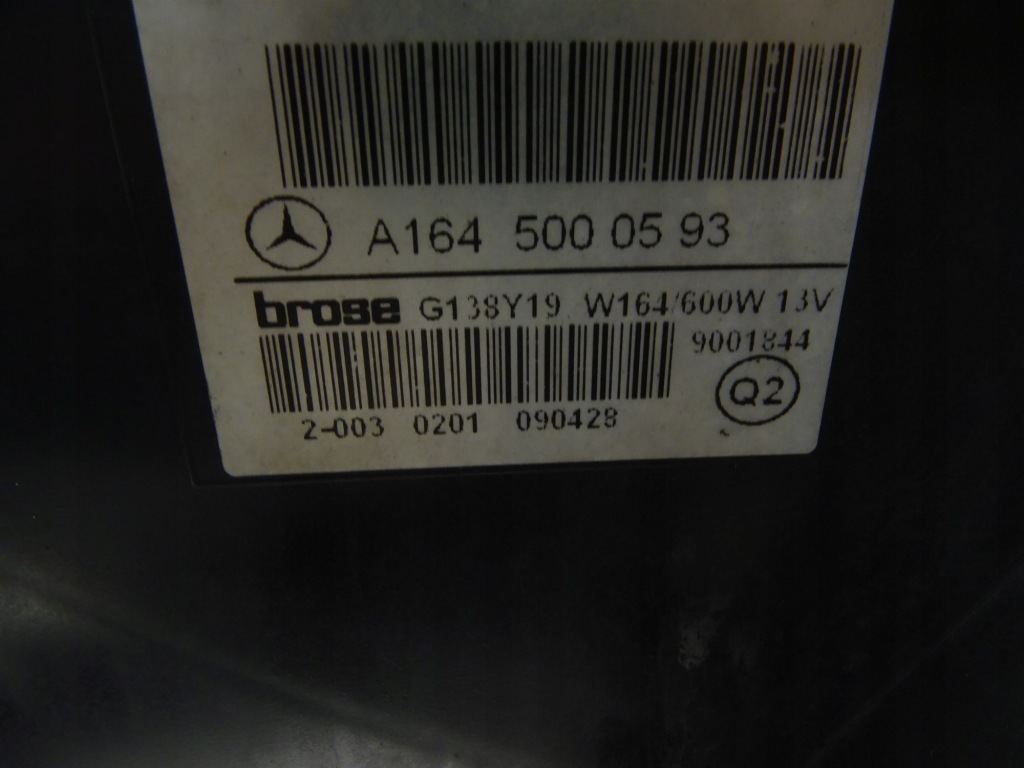 A164 500 05 93
brose G138Y19 W164/600W 13V
9001844
Q2
2-003 0201 090428